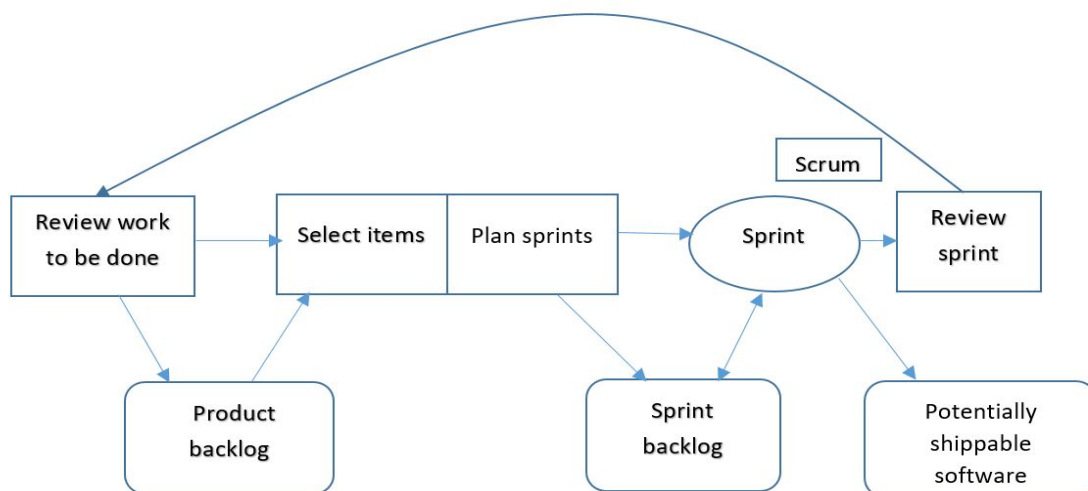 Scrum
Review work
to be done
Select items
Plan sprints
Sprint
Review
sprint
Product
backlog
Sprint
backlog
Potentially
shippable
software